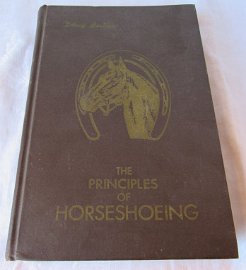 THE
PRINCIPLES
OF
HORSESHOEING